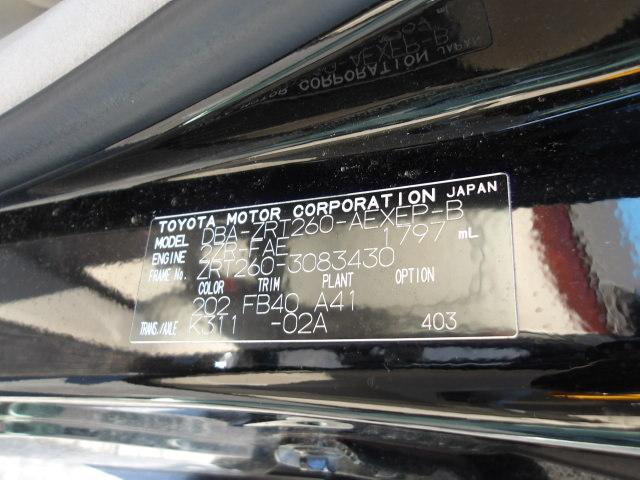 TOYOTA MOTOR CORPORATION JAPAN
MODEL DBA-ZRT260-AEXEP-B
ENGINE 2ZR-FAE 1797 mL
FRAME No. ZRT260-3083430
COLOR TRIM PLANT OPTION
202 FB40 A41
TRANS./AXLE K311 -02A 403